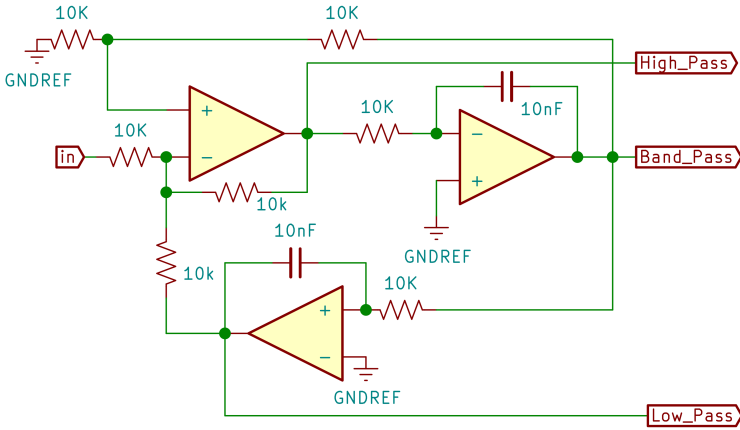 10K
10K
GNDREF
High_Pass
+
10K
10nF
10K
in
−
−
Band_Pass
+
10k
10nF
GNDREF
10k
10K
+
−
GNDREF
Low_Pass